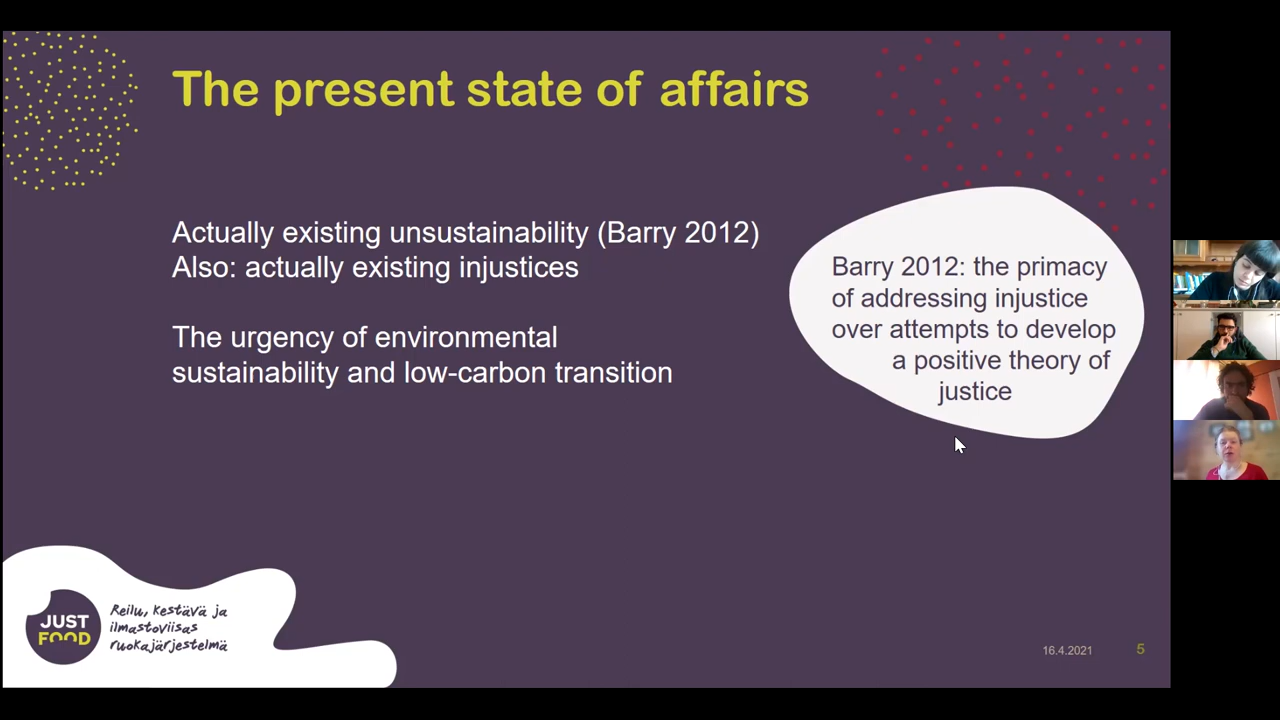 The present state of affairs
Actually existing unsustainability (Barry 2012)
Also: actually existing injustices
The urgency of environmental
sustainability and low-carbon transition
Barry 2012: the primacy
of addressing injustice
over attempts to develop
a positive theory of
justice
JUST
FOOD
Reilu, kestävä ja
ilmastoviisas
ruokajärjestelmä
16.4.2021
5